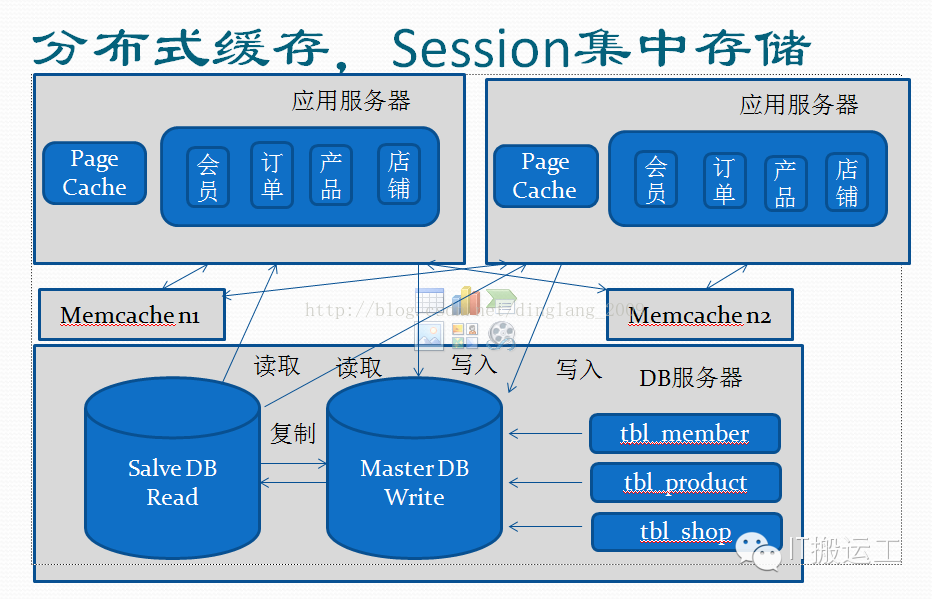 分布式缓存，Session集中存储
应用服务器
Page
Cache
会员
订单
产品
店铺
应用服务器
Page
Cache
会员
订单
产品
店铺
Memcache n1
http://blog.csdn.net/dinglang_2009
Memcache n2
读取
读取
写入
写入
DB服务器
复制
Salve DB
Read
Master DB
Write
tbl_member
tbl_product
tbl_shop
IT搬运工